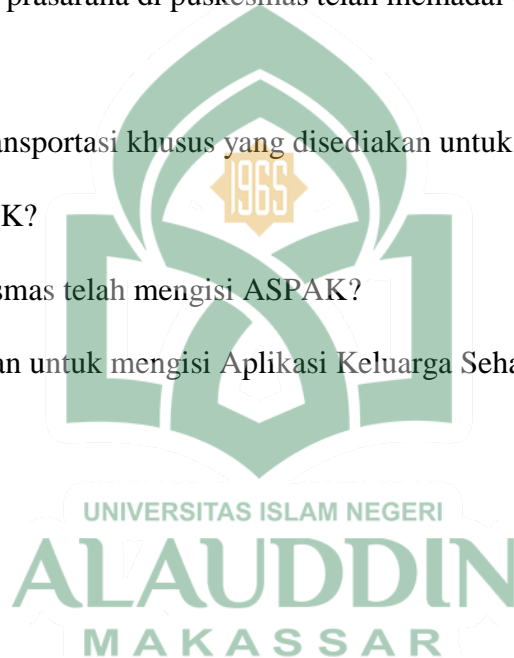 prasarana di puskesmas telah memadai
ansportasi khusus yang disediakan untuk
1965
K?
smas telah mengisi ASPAK?
an untuk mengisi Aplikasi Keluarga Seha
UNIVERSITAS ISLAM NEGERI
ALAUDDIN
MAKASSAR